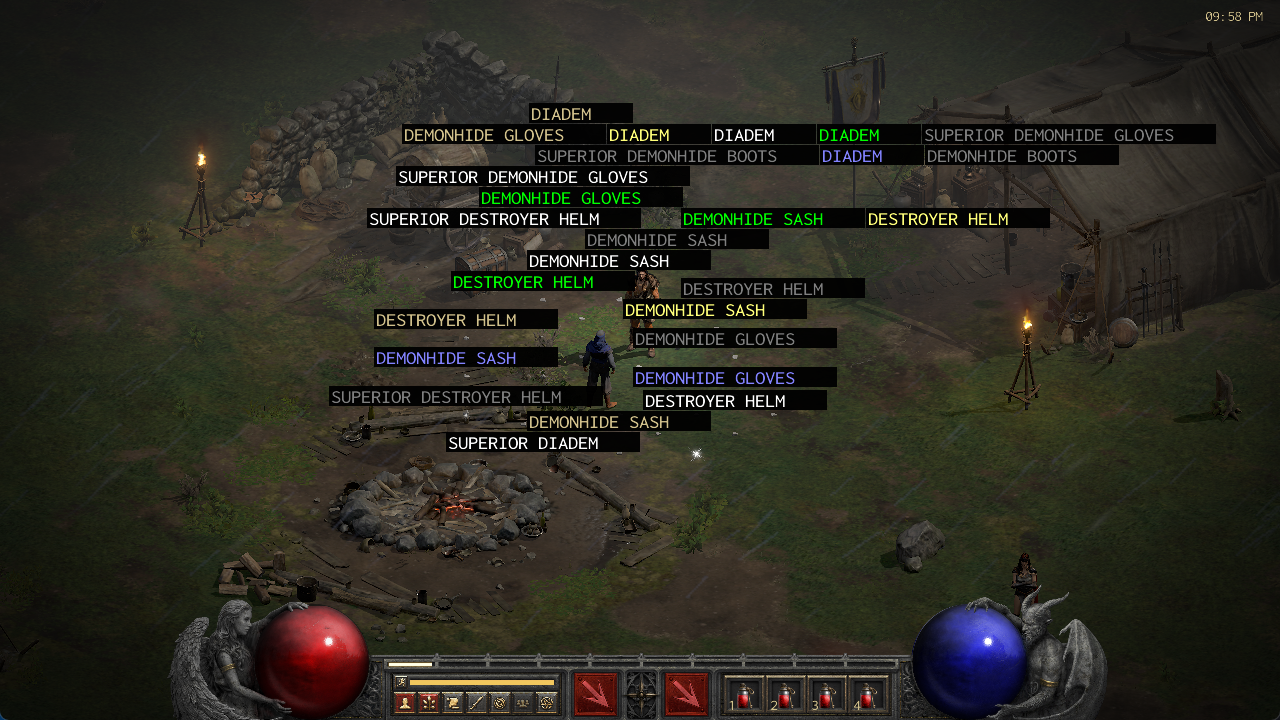 09:58 PM
DIADEM
DEMONHIDE GLOVES DIADEM DIADEM DIADEM SUPERIOR DEMONHIDE GLOVES
SUPERIOR DEMONHIDE BOOTS DIADEM DEMONHIDE BOOTS
SUPERIOR DEMONHIDE GLOVES
DEMONHIDE GLOVES
SUPERIOR DESTROYER HELM DEMONHIDE SASH DESTROYER HELM
DEMONHIDE SASH
DEMONHIDE SASH
DESTROYER HELM DESTROYER HELM
DEMONHIDE SASH
DESTROYER HELM
DEMONHIDE GLOVES
DEMONHIDE SASH
DEMONHIDE GLOVES
SUPERIOR DESTROYER HELM DESTROYER HELM
DEMONHIDE SASH
SUPERIOR DIADEM
1 2 3 4